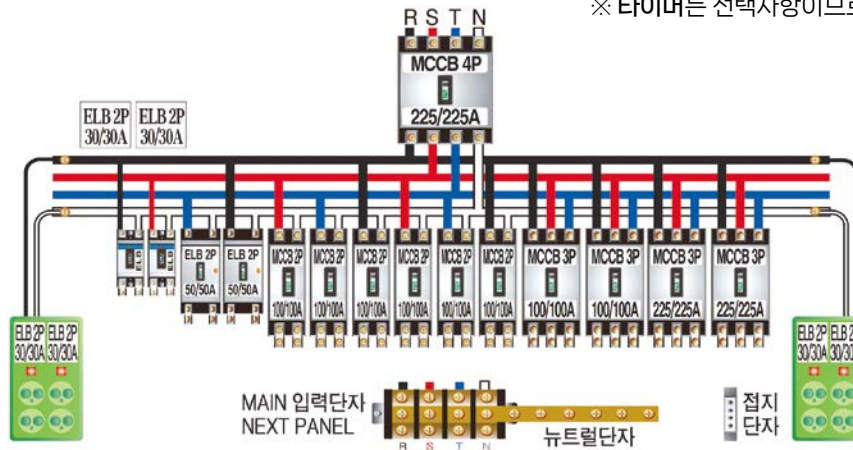 ※ 타이머는 선택사항이므로
R S T N
MCCB 4P
225/225A
ELB 2P
30/30A
ELB 2P
30/30A
ELB
ELB
ELB 2P
50/50A
ELB 2P
50/50A
MCCB 2P
100/100A
MCCB 2P
100/100A
MCCB 2P
100/100A
MCCB 2P
100/100A
MCCB 2P
100/100A
MCCB 2P
100/100A
MCCB 3P
100/100A
MCCB 3P
100/100A
MCCB 3P
225/225A
MCCB 3P
225/225A
ELB 2P
30/30A
ELB 2P
30/30A
ELB 2P
30/30A
ELB 2
30/30
MAIN 입력단자
NEXT PANEL
R S T N
뉴트럴단자
접지
단자